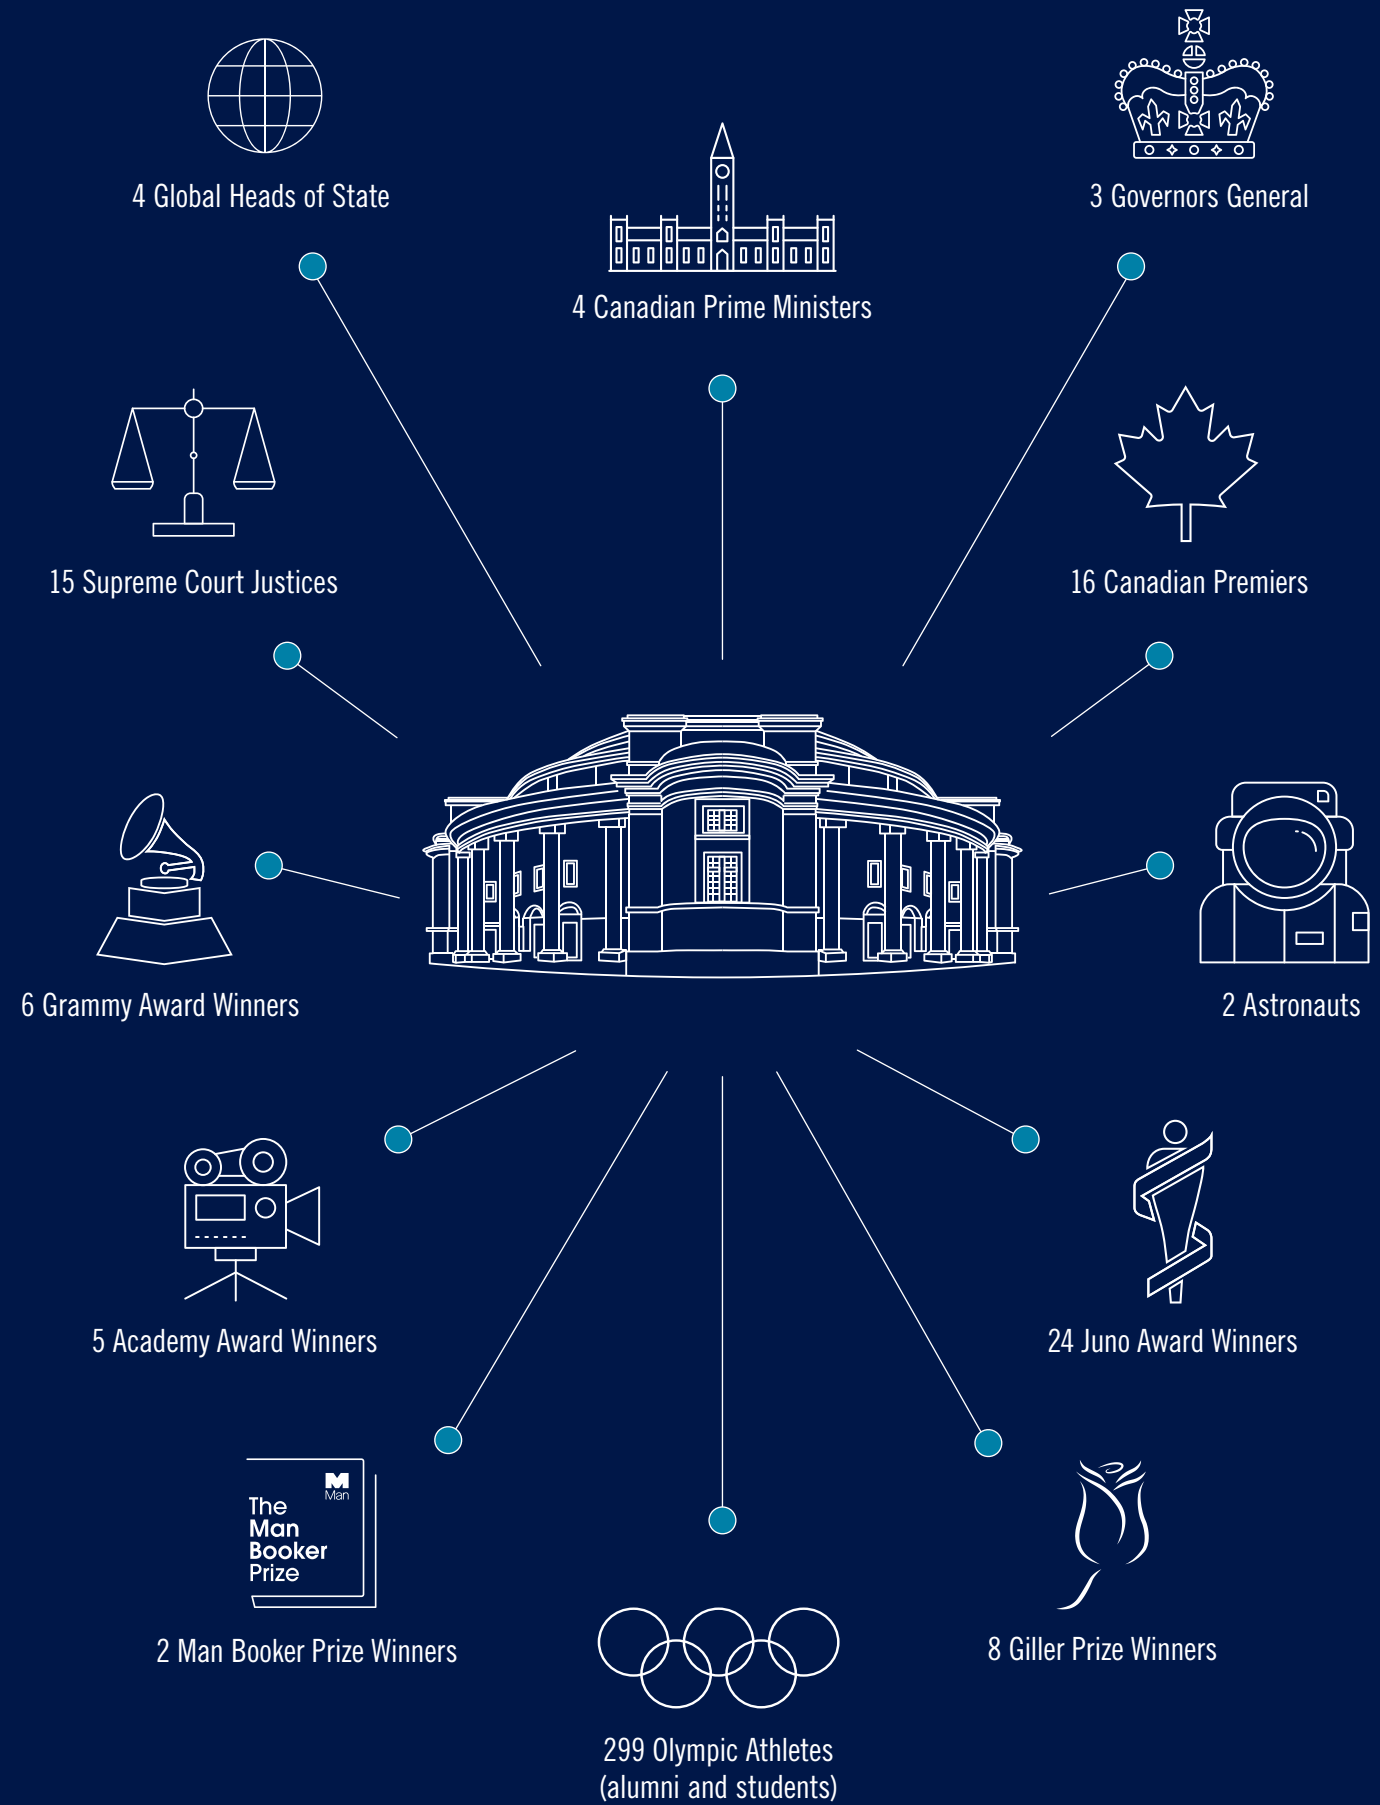 4 Global Heads of State
3 Governors General
4 Canadian Prime Ministers
15 Supreme Court Justices
16 Canadian Premiers
6 Grammy Award Winners
2 Astronauts
5 Academy Award Winners
24 Juno Award Winners
M
Man
The
Man
Booker
Prize
2 Man Booker Prize Winners
8 Giller Prize Winners
299 Olympic Athletes
(alumni and students)